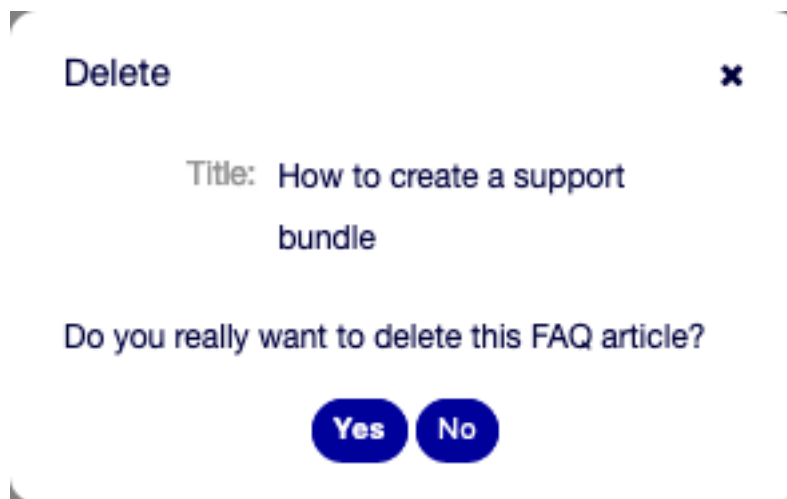 Delete
Title: How to create a support
bundle
Do you really want to delete this FAQ article?
Yes No